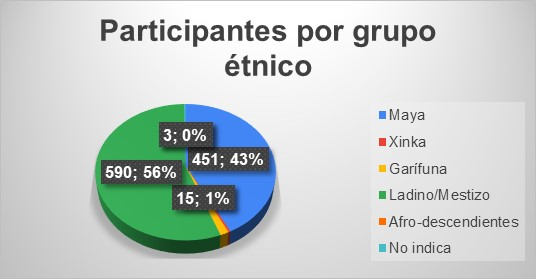 Participantes por grupo
étnico
3; 0%
451; 43%
590; 56%
15; 1%
Maya
Xinka
Garífuna
Ladino/Mestizo
Afro-descendientes
No indica